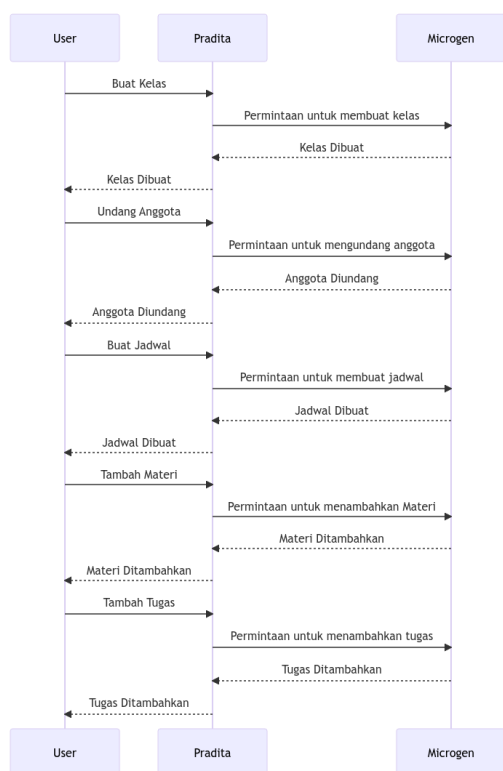 User
Pradita
Microgen
Buat Kelas
Permintaan untuk membuat kelas
Kelas Dibuat
Kelas Dibuat
Undang Anggota
Permintaan untuk mengundang anggota
Anggota Diundang
Anggota Diundang
Buat Jadwal
Permintaan untuk membuat jadwal
Jadwal Dibuat
Jadwal Dibuat
Tambah Materi
Permintaan untuk menambahkan Materi
Materi Ditambahkan
Materi Ditambahkan
Tambah Tugas
Permintaan untuk menambahkan tugas
Tugas Ditambahkan
Tugas Ditambahkan
User
Pradita
Microgen